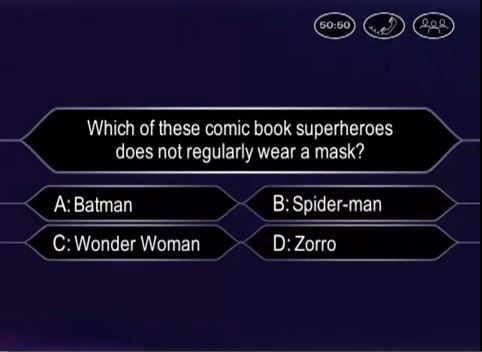 50:50
Which of these comic book superheroes
does not regularly wear a mask?
A: Batman
B: Spider-man
C: Wonder Woman
D: Zorro